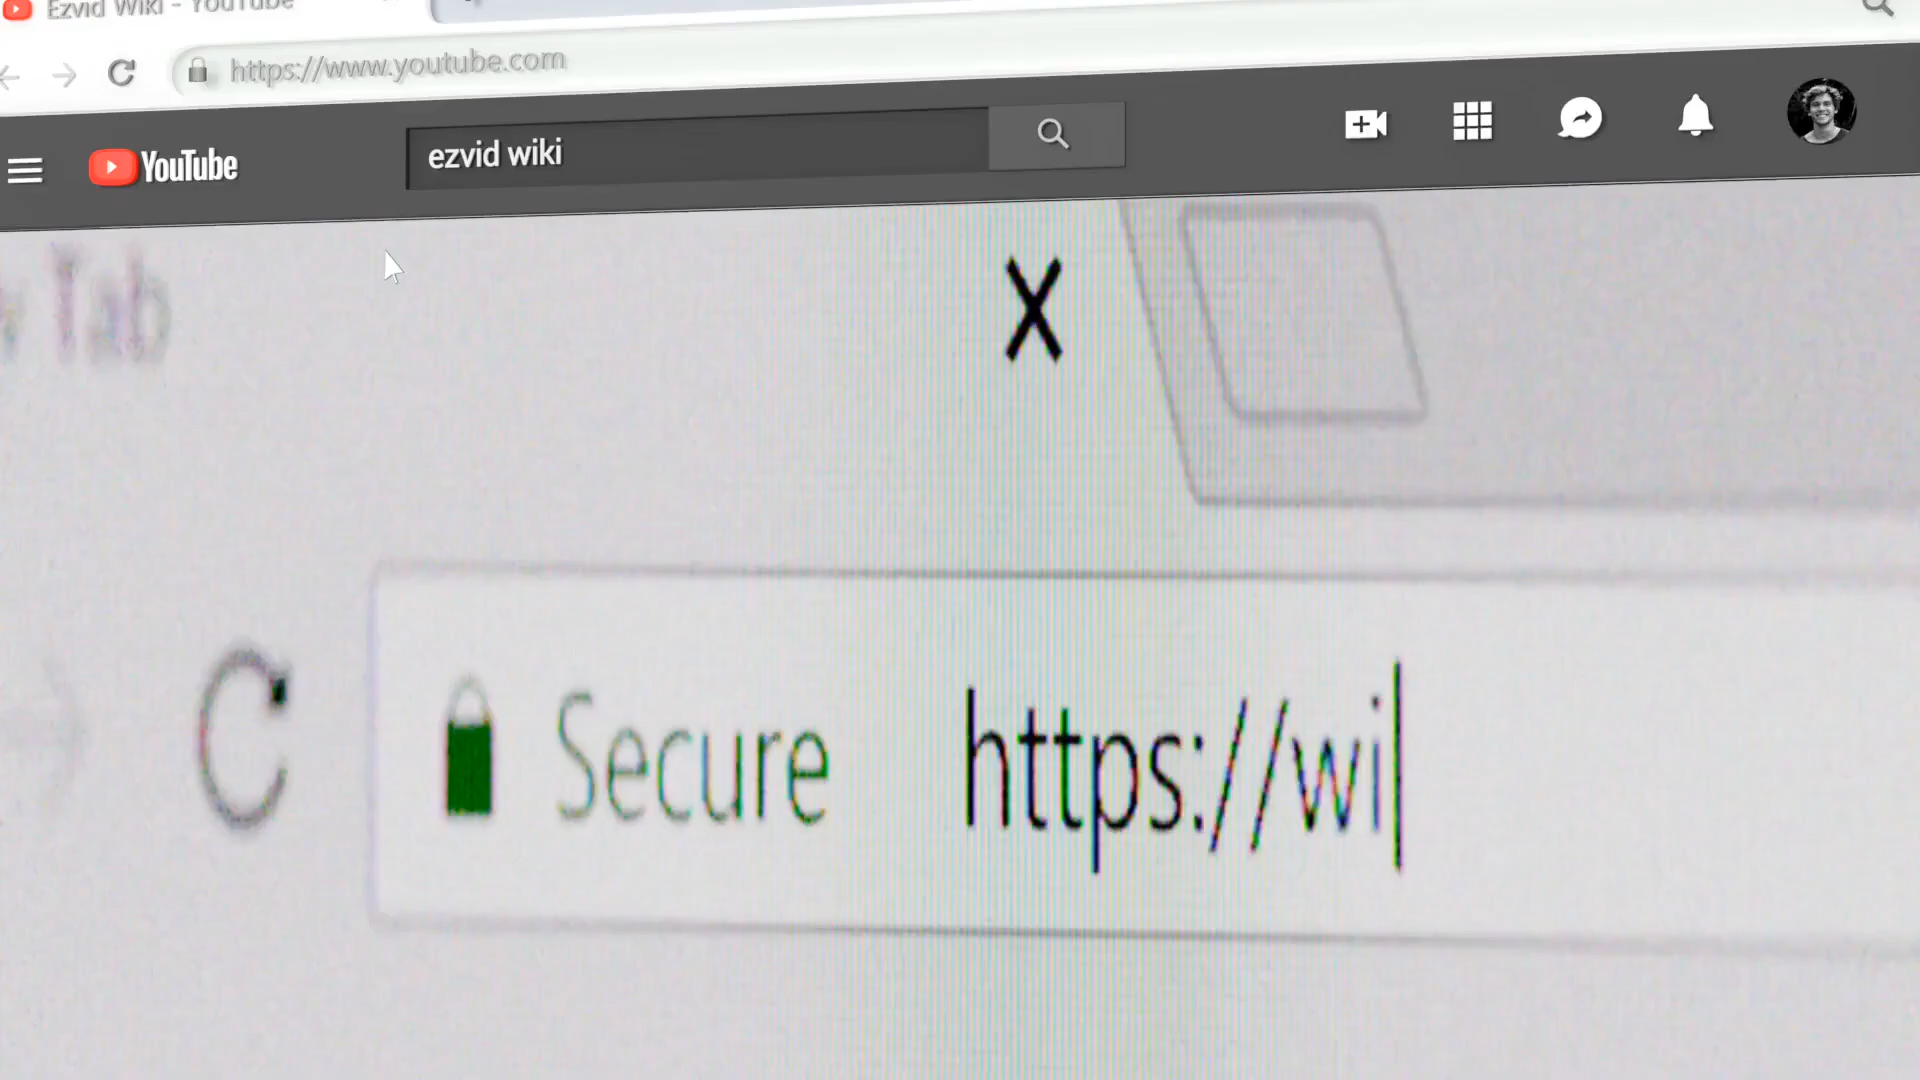 Ezvid Wiki - YouTube
https://www.youtube.com
YouTube
ezvid wiki
Tab
X
Secure https://wi